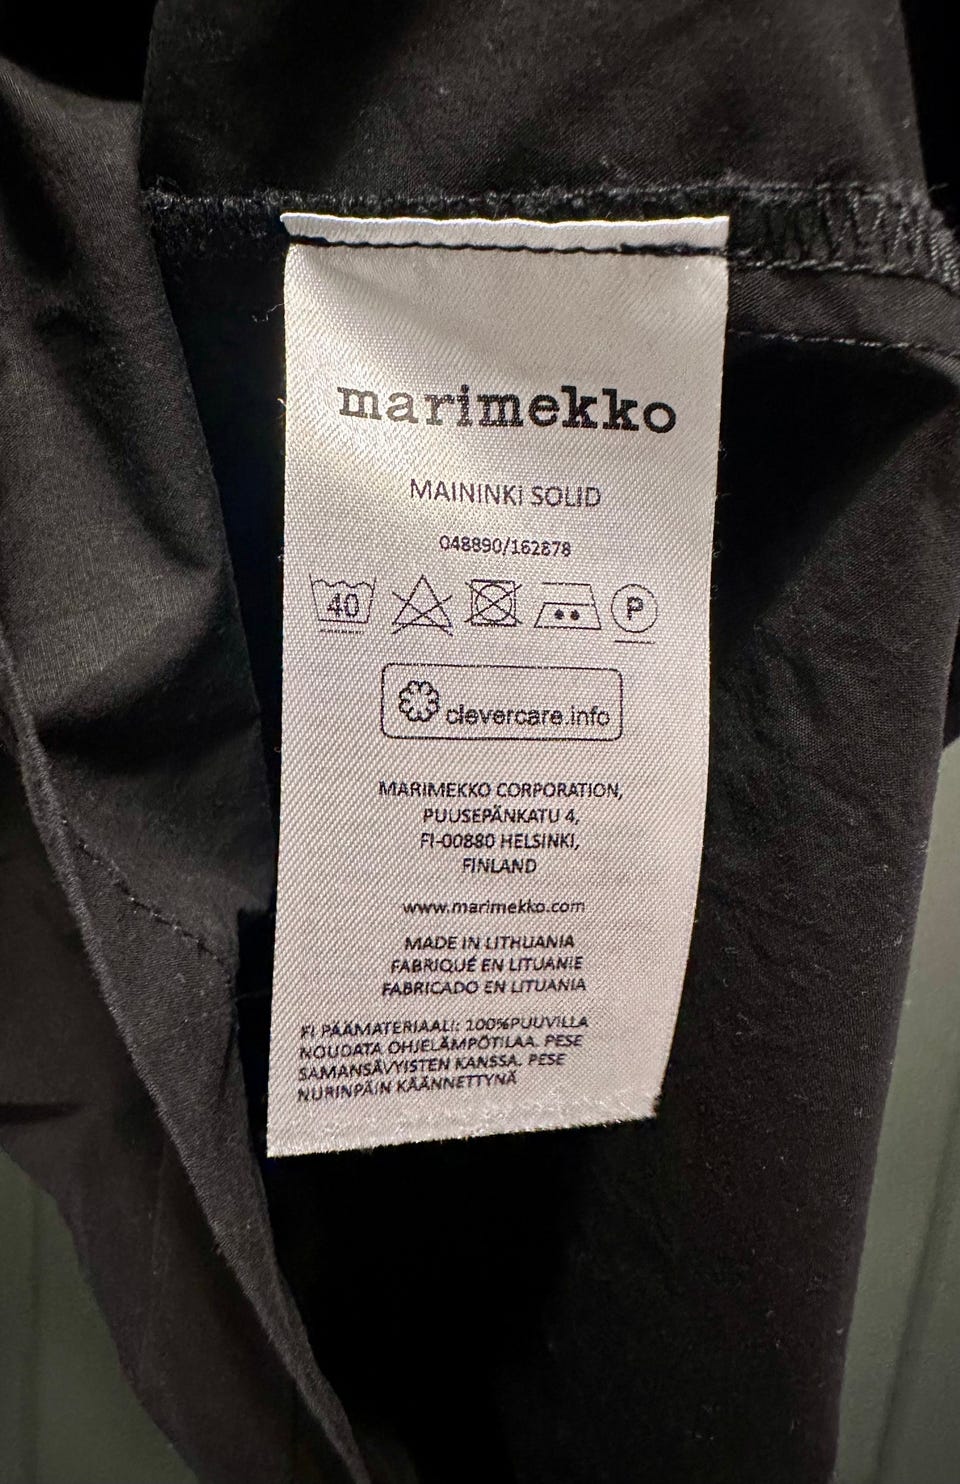 marimekko
MAININKI SOLID
048890/162878
40 P
clevercare.info
MARIMEKKO CORPORATION,
PUUSEPÄNKATU 4,
FI-00880 HELSINKI,
FINLAND
www.marimekko.com
MADE IN LITHUANIA
FABRIQUÉ EN LITUANIE
FABRICADO EN LITUANIA
FI PÄÄMATERIAALI: 100%PUUVILLA
NOUDATA OHJELÄMPÖTILAA. PESE
SAMANSÄVYISTEN KANSSA. PESE
NURINPÄIN KÄÄNNETTYNÄ